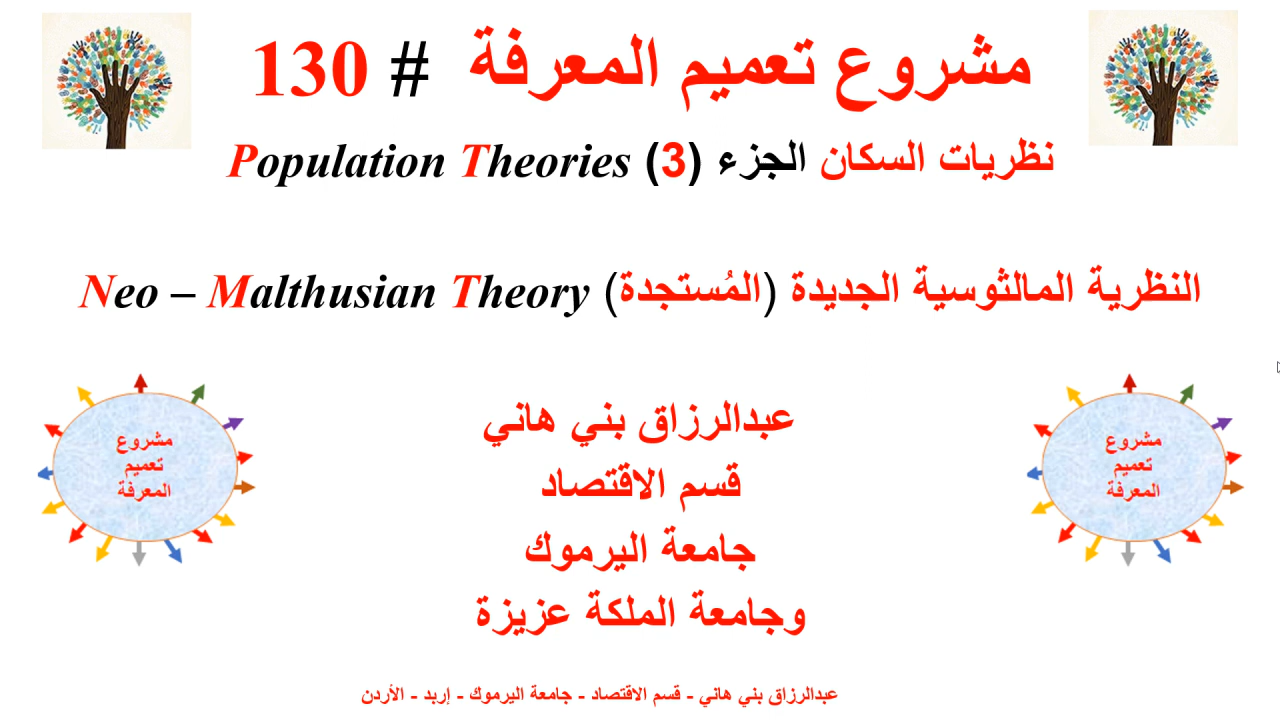 مشروع تعميم المعرفة # 130
نظريات السكان الجزء (3) Population Theories
النظرية المالثوسية الجديدة (المُستجدة) Neo – Malthusian Theory
عبدالرزاق بني هاني
قسم الاقتصاد
جامعة اليرموك
وجامعة الملكة عزيزة
مشروع
تعميم
المعرفة
مشروع
تعميم
المعرفة
عبدالرزاق بني هاني - قسم الاقتصاد - جامعة اليرموك - إربد - الأردن